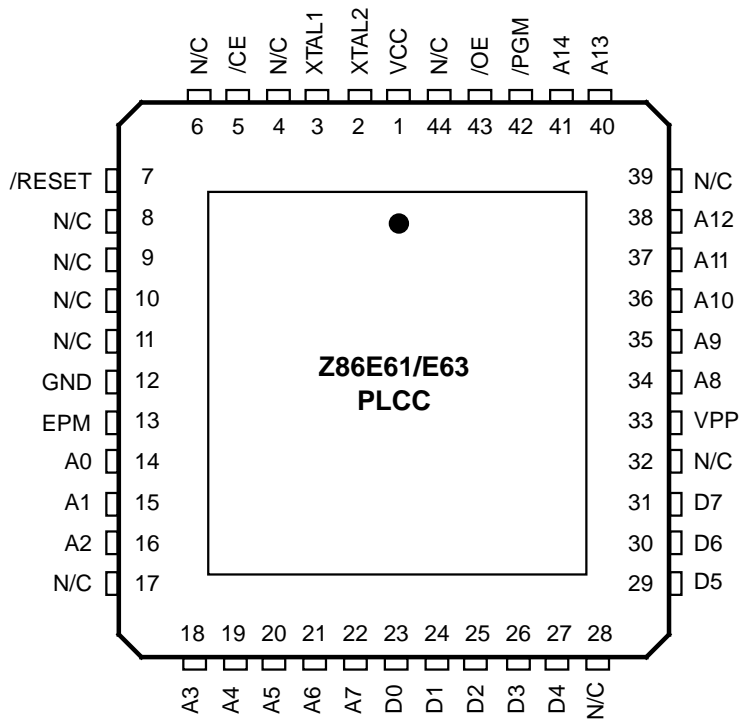 N/C /CE N/C XTAL1 XTAL2 VCC N/C /OE /PGM A14 A13
6 5 4 3 2 1 44 43 42 41 40
/RESET 7
N/C 8
N/C 9
N/C 10
N/C 11
GND 12
EPM 13
A0 14
A1 15
A2 16
N/C 17
Z86E61/E63
PLCC
39 N/C
38 A12
37 A11
36 A10
35 A9
34 A8
33 VPP
32 N/C
31 D7
30 D6
29 D5
18 19 20 21 22 23 24 25 26 27 28
A3 A4 A5 A6 A7 D0 D1 D2 D3 D4 N/C